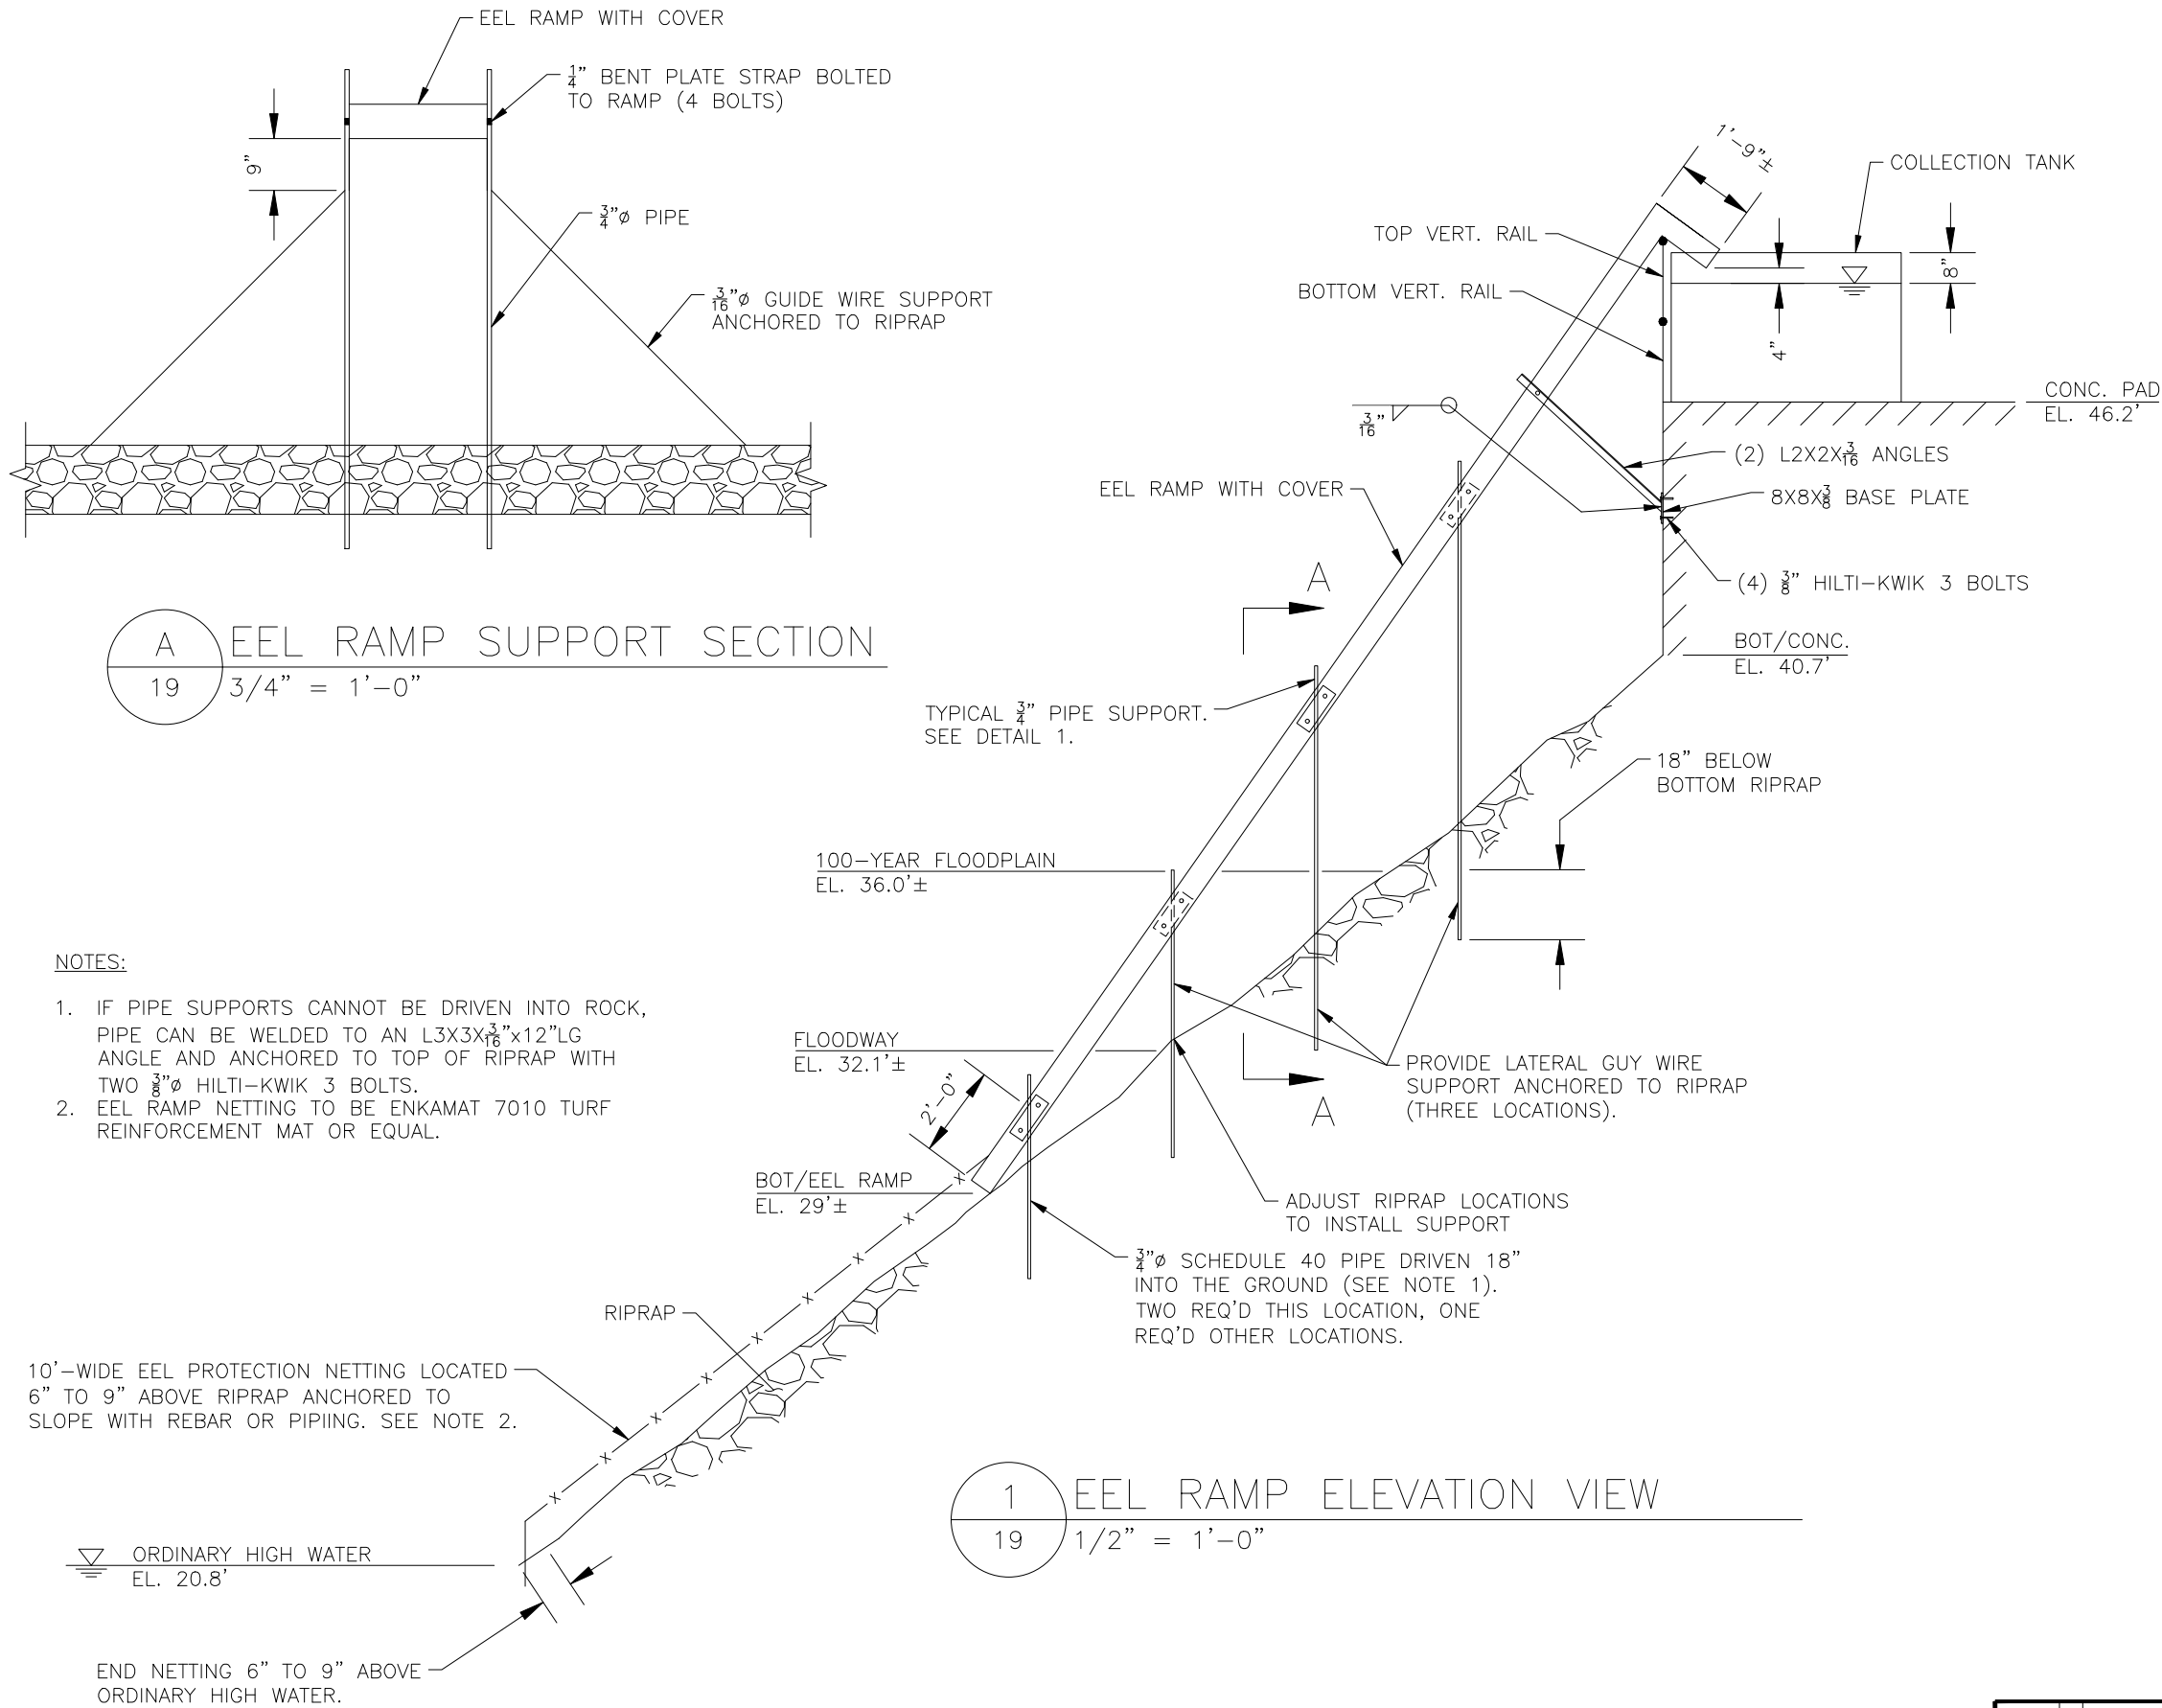 EEL RAMP WITH COVER
1/4" BENT PLATE STRAP BOLTED
TO RAMP (4 BOLTS)
9"
3/4"ø PIPE
3/16"ø GUIDE WIRE SUPPORT
ANCHORED TO RIPRAP
A
19
EEL RAMP SUPPORT SECTION
3/4" = 1'-0"
1'-9"±
COLLECTION TANK
TOP VERT. RAIL
8"
BOTTOM VERT. RAIL
4"
CONC. PAD
EL. 46.2'
3/16"
(2) L2X2X3/16 ANGLES
8X8X3/8 BASE PLATE
EEL RAMP WITH COVER
(4) 3/8" HILTI-KWIK 3 BOLTS
A
BOT/CONC.
EL. 40.7'
TYPICAL 3/4" PIPE SUPPORT.
SEE DETAIL 1.
18" BELOW
BOTTOM RIPRAP
100-YEAR FLOODPLAIN
EL. 36.0'±
NOTES:
1. IF PIPE SUPPORTS CANNOT BE DRIVEN INTO ROCK,
PIPE CAN BE WELDED TO AN L3X3X3/16"x12"LG
ANGLE AND ANCHORED TO TOP OF RIPRAP WITH
TWO 3/8"ø HILTI-KWIK 3 BOLTS.
2. EEL RAMP NETTING TO BE ENKAMAT 7010 TURF
REINFORCEMENT MAT OR EQUAL.
FLOODWAY
EL. 32.1'±
2'-0"
PROVIDE LATERAL GUY WIRE
SUPPORT ANCHORED TO RIPRAP
(THREE LOCATIONS).
A
BOT/EEL RAMP
EL. 29'±
ADJUST RIPRAP LOCATIONS
TO INSTALL SUPPORT
3/4"ø SCHEDULE 40 PIPE DRIVEN 18"
INTO THE GROUND (SEE NOTE 1).
TWO REQ'D THIS LOCATION, ONE
REQ'D OTHER LOCATIONS.
RIPRAP
10'-WIDE EEL PROTECTION NETTING LOCATED
6" TO 9" ABOVE RIPRAP ANCHORED TO
SLOPE WITH REBAR OR PIPIING. SEE NOTE 2.
1
19
EEL RAMP ELEVATION VIEW
1/2" = 1'-0"
ORDINARY HIGH WATER
EL. 20.8'
END NETTING 6" TO 9" ABOVE
ORDINARY HIGH WATER.